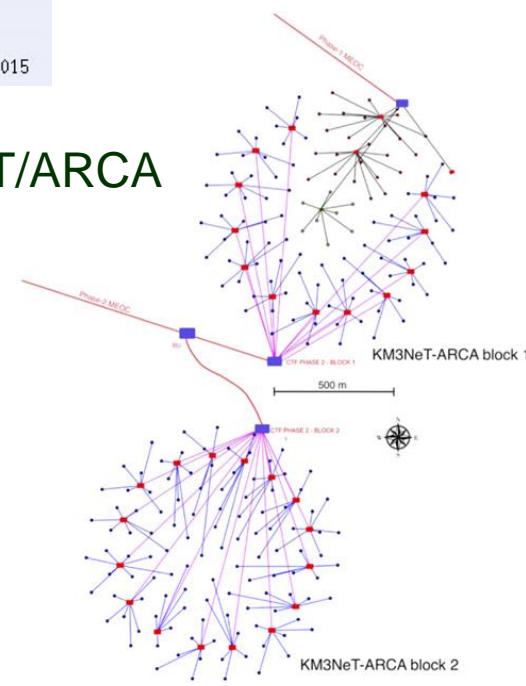 015
T/ARCA
Phase-1 MEOC
Phase-2 MEOC
BU
CTF PHASE 2 - BLOCK 1
KM3NeT-ARCA block 1
500 m
CTF PHASE 2 - BLOCK 2
KM3NeT-ARCA block 2